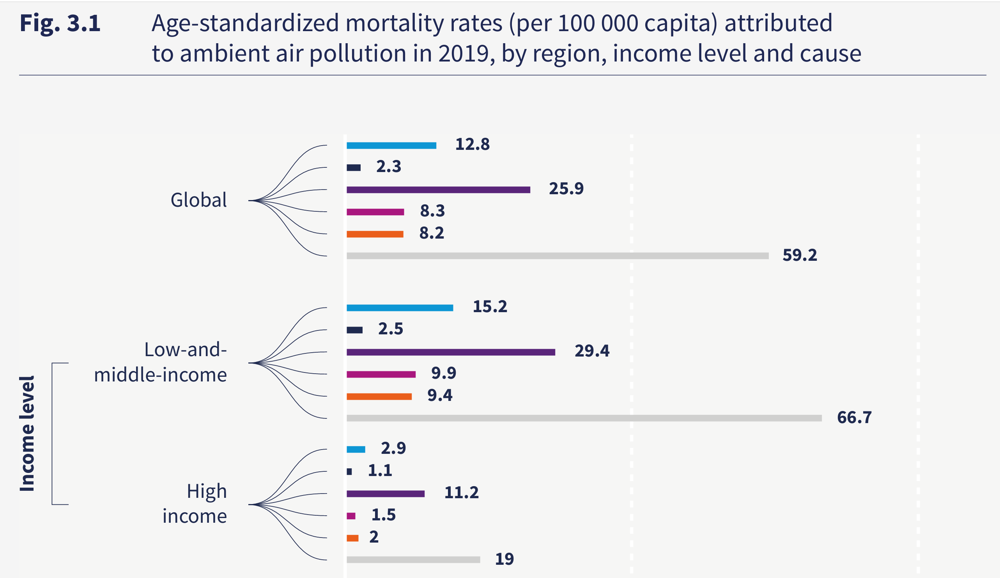 Fig. 3.1
Age-standardized mortality rates (per 100 000 capita) attributed
to ambient air pollution in 2019, by region, income level and cause
Global
12.8
2.3
25.9
8.3
8.2
59.2
Income level
Low-and-
middle-income
15.2
2.5
29.4
9.9
9.4
66.7
High
income
2.9
1.1
11.2
1.5
2
19